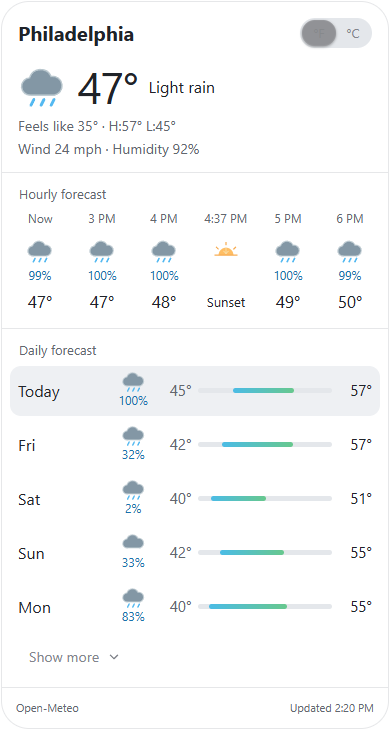 Philadelphia
°F °C
47° Light rain
Feels like 35° · H:57° L:45°
Wind 24 mph · Humidity 92%
Hourly forecast
Now 3 PM 4 PM 4:37 PM 5 PM 6 PM
99% 100% 100% 100% 99%
47° 47° 48° Sunset 49° 50°
Daily forecast
Today 100% 45° 57°
Fri 32% 42° 57°
Sat 2% 40° 51°
Sun 33% 42° 55°
Mon 83% 40° 55°
Show more
Open-Meteo Updated 2:20 PM